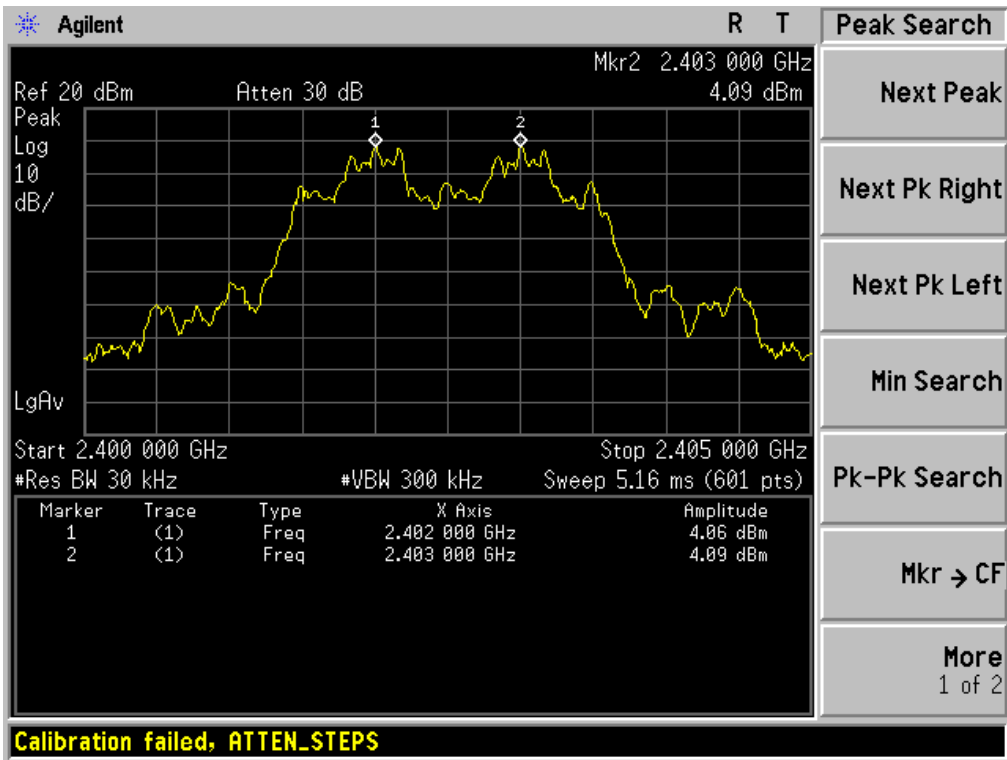 Agilent R T
Mkr2 2.403 000 GHz
Ref 20 dBm Atten 30 dB 4.09 dBm
Peak
Log
10
dB/
1 2
LgAv
Start 2.400 000 GHz Stop 2.405 000 GHz
#Res BW 30 kHz #VBW 300 kHz Sweep 5.16 ms (601 pts)
Marker Trace Type X Axis Amplitude
1 (1) Freq 2.402 000 GHz 4.06 dBm
2 (1) Freq 2.403 000 GHz 4.09 dBm
Calibration failed, ATTEN_STEPS
Peak Search
Next Peak
Next Pk Right
Next Pk Left
Min Search
Pk-Pk Search
Mkr → CF
More
1 of 2